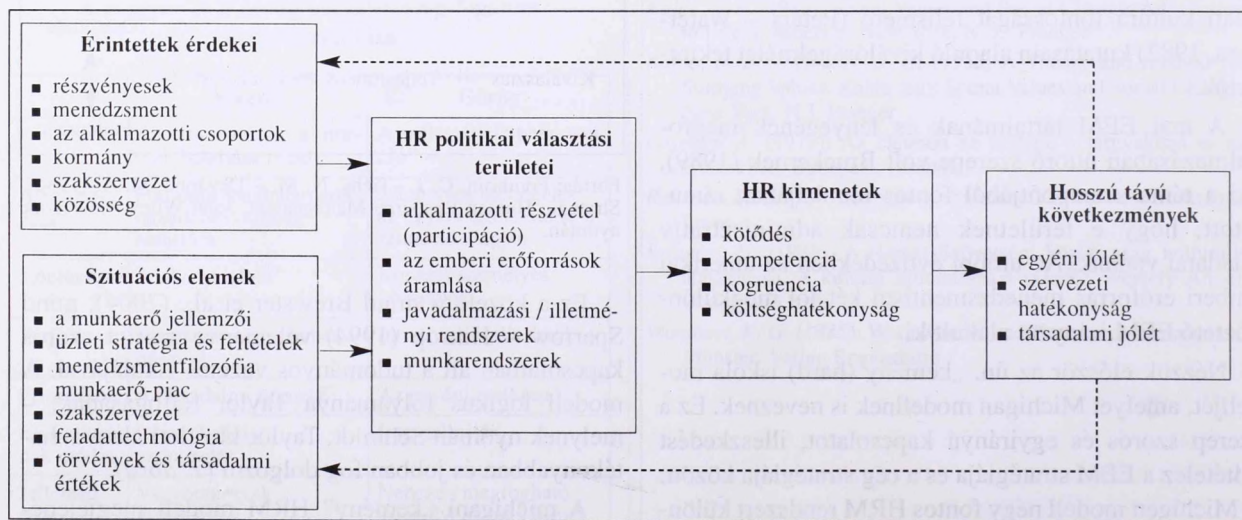 Érintettek érdekei
▪ részvényesek
▪ menedzsment
▪ az alkalmazotti csoportok
▪ kormány
▪ szakszervezet
▪ közösség
Szituációs elemek
▪ munkaerő jellemzői
▪ üzleti stratégia és feltételek
▪ menedzsmentfilozófia
▪ munkaerő-piac
▪ szakszervezet
▪ feladattechnológia
▪ törvények és társadalmi
értékek
HR politikai választási
területei
▪ alkalmazotti részvétel
(participáció)
▪ az emberi erőforrások
áramlása
▪ javadalmazási / illetmé-
▪ nyi rendszerek
▪ munkarendszerek
HR kimenetek
▪ kötődés
▪ kompetencia
▪ kogruencia
▪ költséghatékonyság
Hosszú távú
következmények
▪ egyéni jólét
▪ szervezeti
hatékonyság
▪ társadalmi jólét